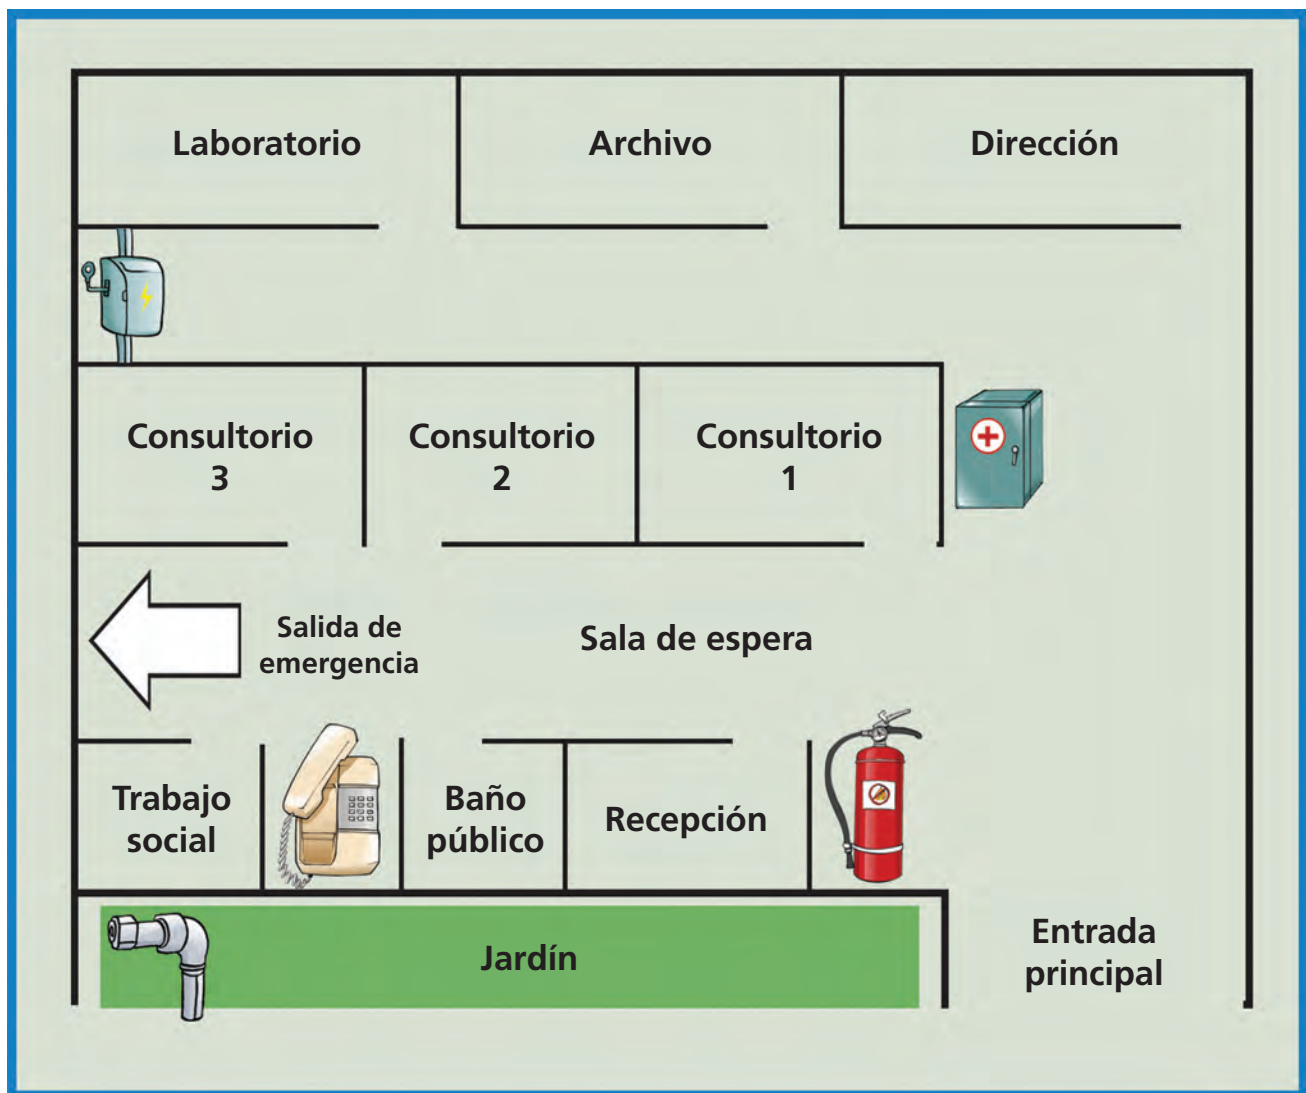 Laboratorio
Archivo
Dirección
Consultorio
3
Consultorio
2
Consultorio
1
Salida de
emergencia
Sala de espera
Trabajo
social
Baño
público
Recepción
Jardín
Entrada
principal